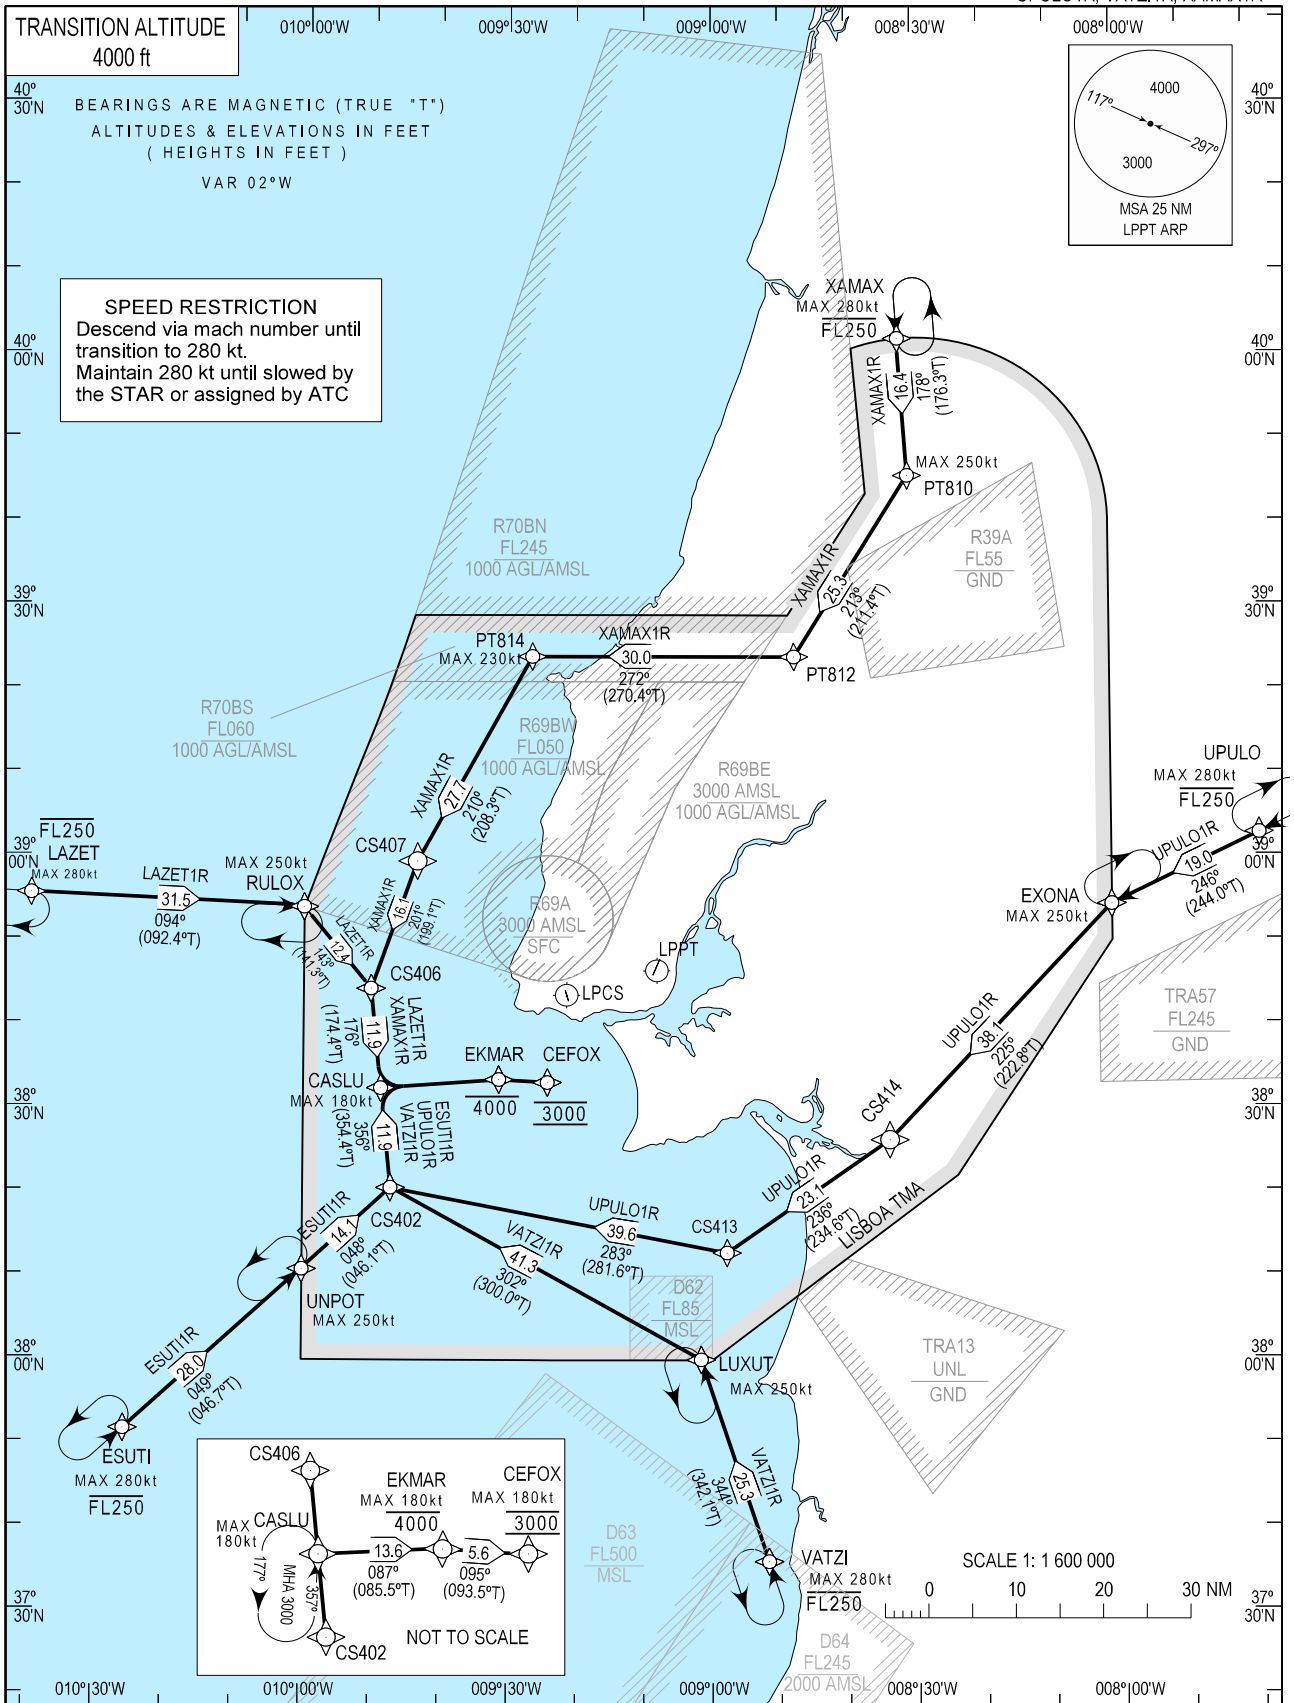 TRANSITION ALTITUDE
4000 ft
010°00'W
009°30'W
009°00'W
008°30'W
008°00'W
BEARINGS ARE MAGNETIC (TRUE "T")
ALTITUDES & ELEVATIONS IN FEET
( HEIGHTS IN FEET )
VAR 02°W
40°
30'N
40°
30'N
4000
117°
297°
3000
MSA 25 NM
LPPT ARP
SPEED RESTRICTION
Descend via mach number until
transition to 280 kt.
Maintain 280 kt until slowed by
the STAR or assigned by ATC
XAMAX
MAX 280kt
FL250
40°
00'N
40°
00'N
XAMAX1R
16.4
178°
(176.3°T)
MAX 250kt
PT810
R70BN
FL245
1000 AGL/AMSL
R39A
FL55
GND
39°
30'N
39°
30'N
XAMAX1R
25.3
213°
(211.4°T)
PT814
MAX 230kt
XAMAX1R
30.0
272°
(270.4°T)
PT812
R70BS
FL060
1000 AGL/AMSL
R69BW
FL050
1000 AGL/AMSL
R69BE
3000 AMSL
1000 AGL/AMSL
UPULO
MAX 280kt
FL250
XAMAX1R
27.7
210°
(208.3°T)
FL250
39°
00'N
LAZET
MAX 280kt
39°
00'N
LAZET1R
31.5
094°
(092.4°T)
MAX 250kt
RULOX
CS407
UPULO1R
19.0
246°
(244.0°T)
EXONA
MAX 250kt
XAMAX1R
16.1
201°
(199.1°T)
R69A
3000 AMSL
SFC
LAZET1R
12.4
143°
(141.3°T)
CS406
LPPT
LPCS
TRA57
FL245
GND
LAZET1R
XAMAX1R
11.9
176°
(174.4°T)
UPULO1R
38.1
225°
(222.8°T)
EKMAR
4000
CEFOX
3000
CASLU
MAX 180kt
38°
30'N
38°
30'N
CS414
ESUTI1R
UPULO1R
VATZI1R
11.9
356°
(354.4°T)
CS402
UPULO1R
23.1
236°
(234.6°T)
LISBOA TMA
ESUTI1R
14.1
048°
(046.1°T)
UPULO1R
39.6
283°
(281.6°T)
CS413
VATZI1R
41.3
302°
(300.0°T)
UNPOT
MAX 250kt
D62
FL85
MSL
38°
00'N
38°
00'N
LUXUT
MAX 250kt
TRA13
UNL
GND
ESUTI1R
28.0
049°
(046.7°T)
ESUTI
MAX 280kt
FL250
VATZI1R
25.3
344°
(342.1°T)
CS406
EKMAR
MAX 180kt
4000
CEFOX
MAX 180kt
3000
MAX
180kt
CASLU
13.6
087°
(085.5°T)
5.6
095°
(093.5°T)
177°
MHA 3000
357°
NOT TO SCALE
CS402
D63
FL500
MSL
VATZI
MAX 280kt
FL250
SCALE 1: 1 600 000
0 10 20 30 NM
37°
30'N
37°
30'N
D64
FL245
2000 AMSL
010°30'W
010°00'W
009°30'W
009°00'W
008°30'W
008°00'W